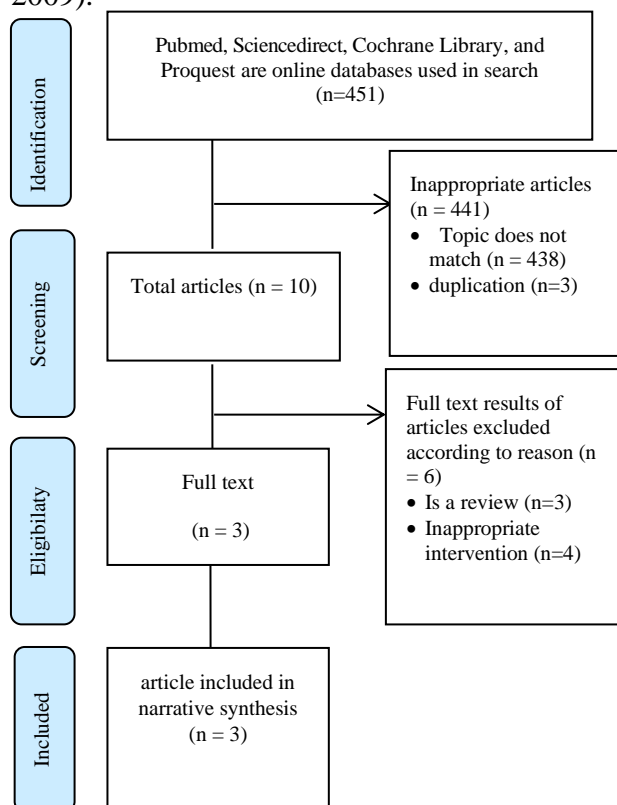 2009).
Identification
Pubmed, Sciencedirect, Cochrane Library, and
Proquest are online databases used in search
(n=451)
Inappropriate articles
(n = 441)
• Topic does not
match (n = 438)
• duplication (n=3)
Screening
Total articles (n = 10)
Full text results of
articles excluded
according to reason (n
= 6)
• Is a review (n=3)
• Inappropriate
intervention (n=4)
Eligibilaty
Full text
(n = 3)
Included
article included in
narrative synthesis
(n = 3)